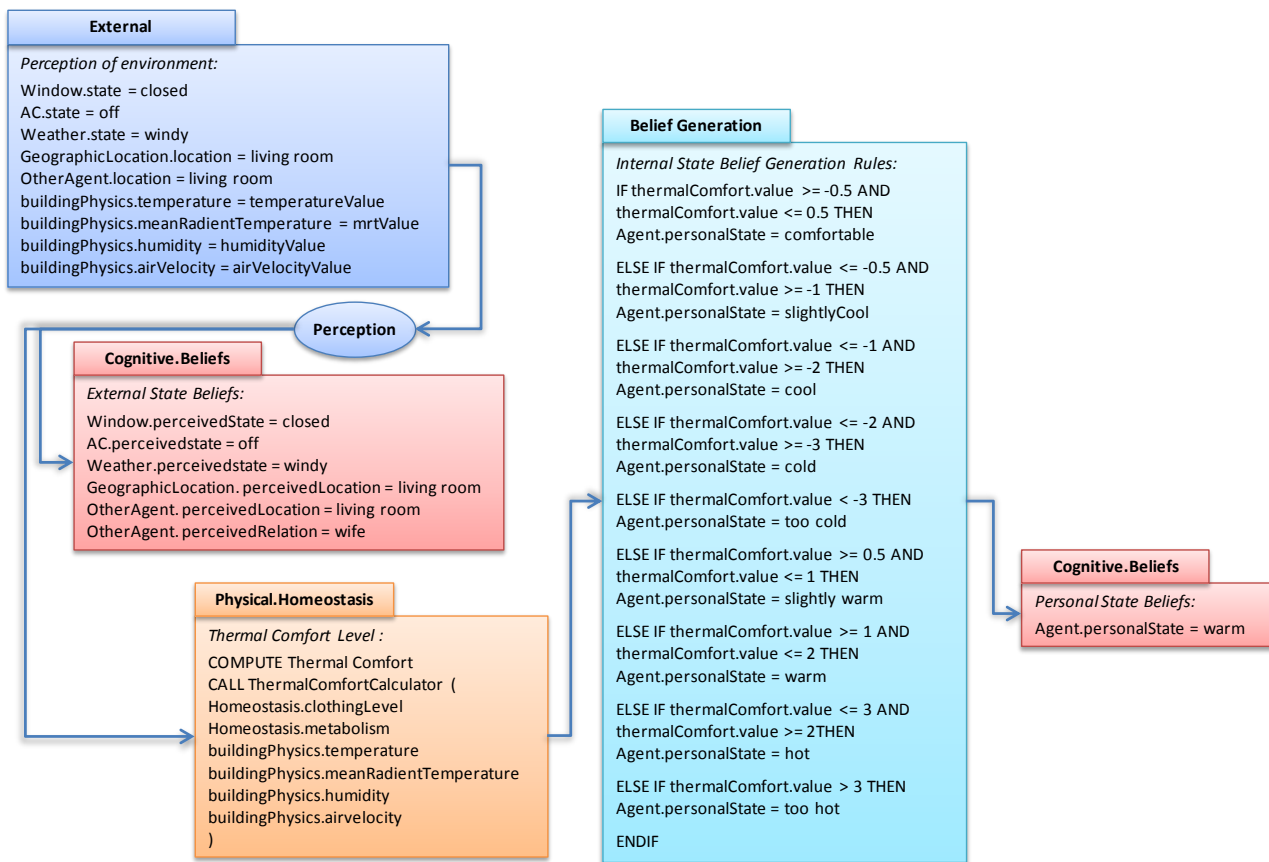 External
Perception of environment:
Window.state = closed
AC.state = off
Weather.state = windy
GeographicLocation.location = living room
OtherAgent.location = living room
buildingPhysics.temperature = temperatureValue
buildingPhysics.meanRadientTemperature = mrtValue
buildingPhysics.humidity = humidityValue
buildingPhysics.airVelocity = airVelocityValue
Perception
Cognitive.Beliefs
External State Beliefs:
Window.perceivedState = closed
AC.perceivedstate = off
Weather.perceivedstate = windy
GeographicLocation. perceivedLocation = living room
OtherAgent. perceivedLocation = living room
OtherAgent. perceivedRelation = wife
Physical.Homeostasis
Thermal Comfort Level :
COMPUTE Thermal Comfort
CALL ThermalComfortCalculator (
Homeostasis.clothingLevel
Homeostasis.metabolism
buildingPhysics.temperature
buildingPhysics.meanRadientTemperature
buildingPhysics.humidity
buildingPhysics.airvelocity
)
Belief Generation
Internal State Belief Generation Rules:
IF thermalComfort.value >= -0.5 AND
thermalComfort.value <= 0.5 THEN
Agent.personalState = comfortable
ELSE IF thermalComfort.value <= -0.5 AND
thermalComfort.value >= -1 THEN
Agent.personalState = slightlyCool
ELSE IF thermalComfort.value <= -1 AND
thermalComfort.value >= -2 THEN
Agent.personalState = cool
ELSE IF thermalComfort.value <= -2 AND
thermalComfort.value >= -3 THEN
Agent.personalState = cold
ELSE IF thermalComfort.value < -3 THEN
Agent.personalState = too cold
ELSE IF thermalComfort.value >= 0.5 AND
thermalComfort.value <= 1 THEN
Agent.personalState = slightly warm
ELSE IF thermalComfort.value >= 1 AND
thermalComfort.value <= 2 THEN
Agent.personalState = warm
ELSE IF thermalComfort.value <= 3 AND
thermalComfort.value >= 2THEN
Agent.personalState = hot
ELSE IF thermalComfort.value > 3 THEN
Agent.personalState = too hot
ENDIF
Cognitive.Beliefs
Personal State Beliefs:
Agent.personalState = warm